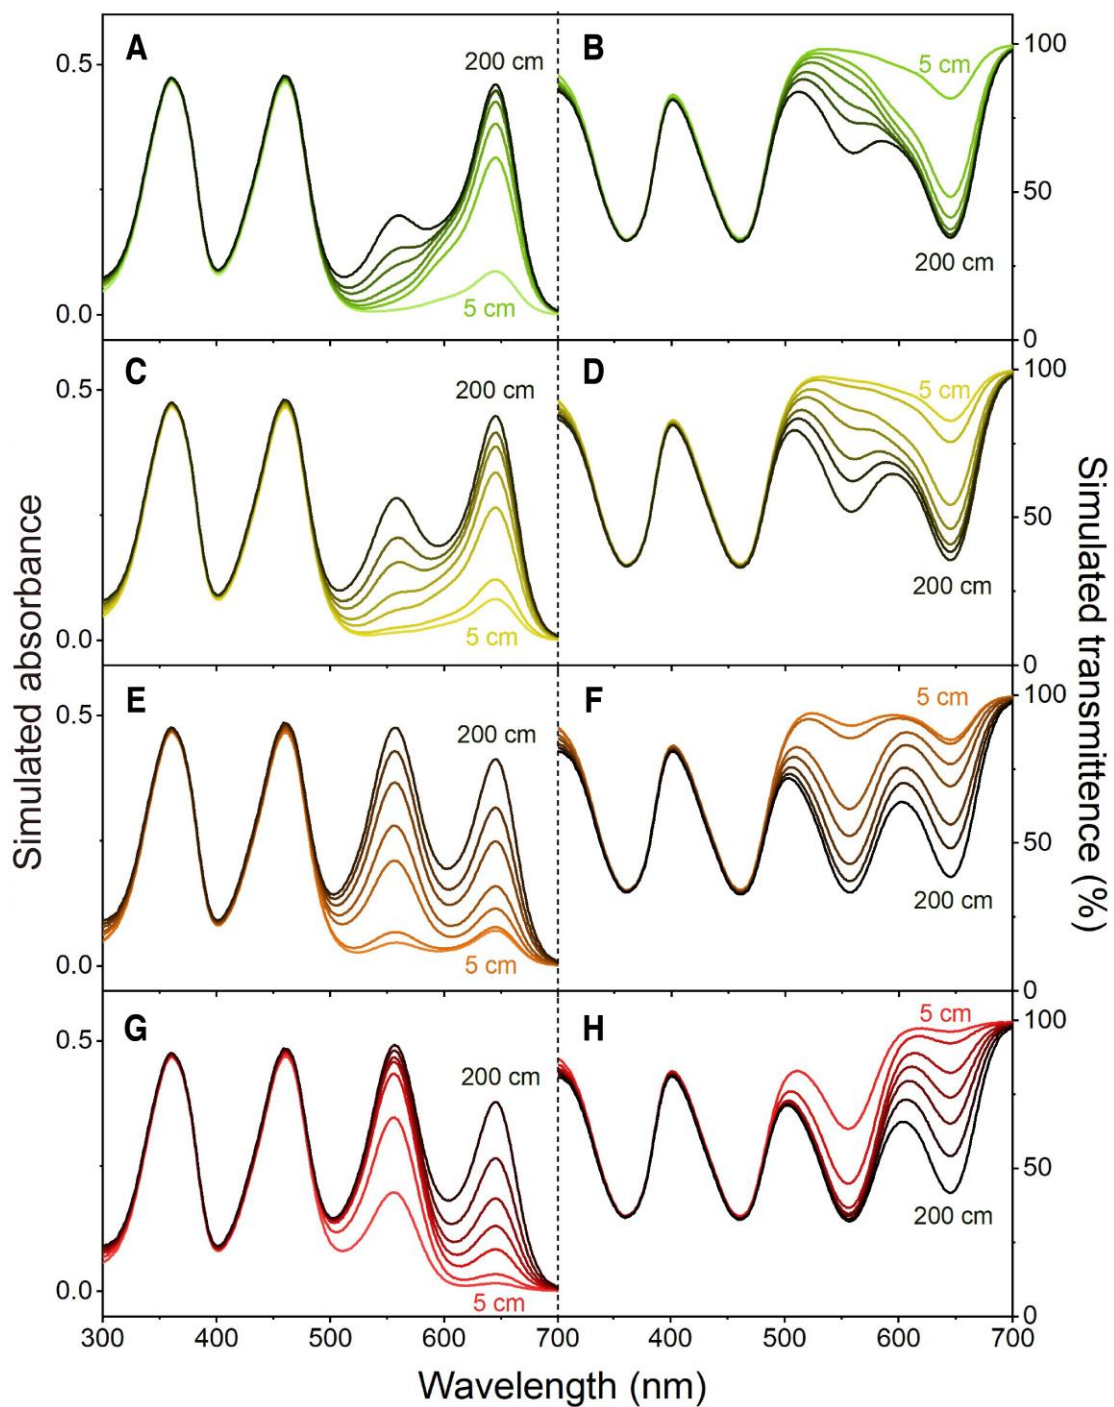 A
200 cm
5 cm
0.5
0.0
B
5 cm
200 cm
100
50
0
C
200 cm
5 cm
0.5
0.0
D
5 cm
200 cm
100
50
0
E
200 cm
5 cm
0.5
0.0
F
5 cm
200 cm
100
50
0
G
200 cm
5 cm
0.5
0.0
H
5 cm
200 cm
100
50
0
300 400 500 600 700 400 500 600 700
Wavelength (nm)
Simulated absorbance
Simulated transmittence (%)